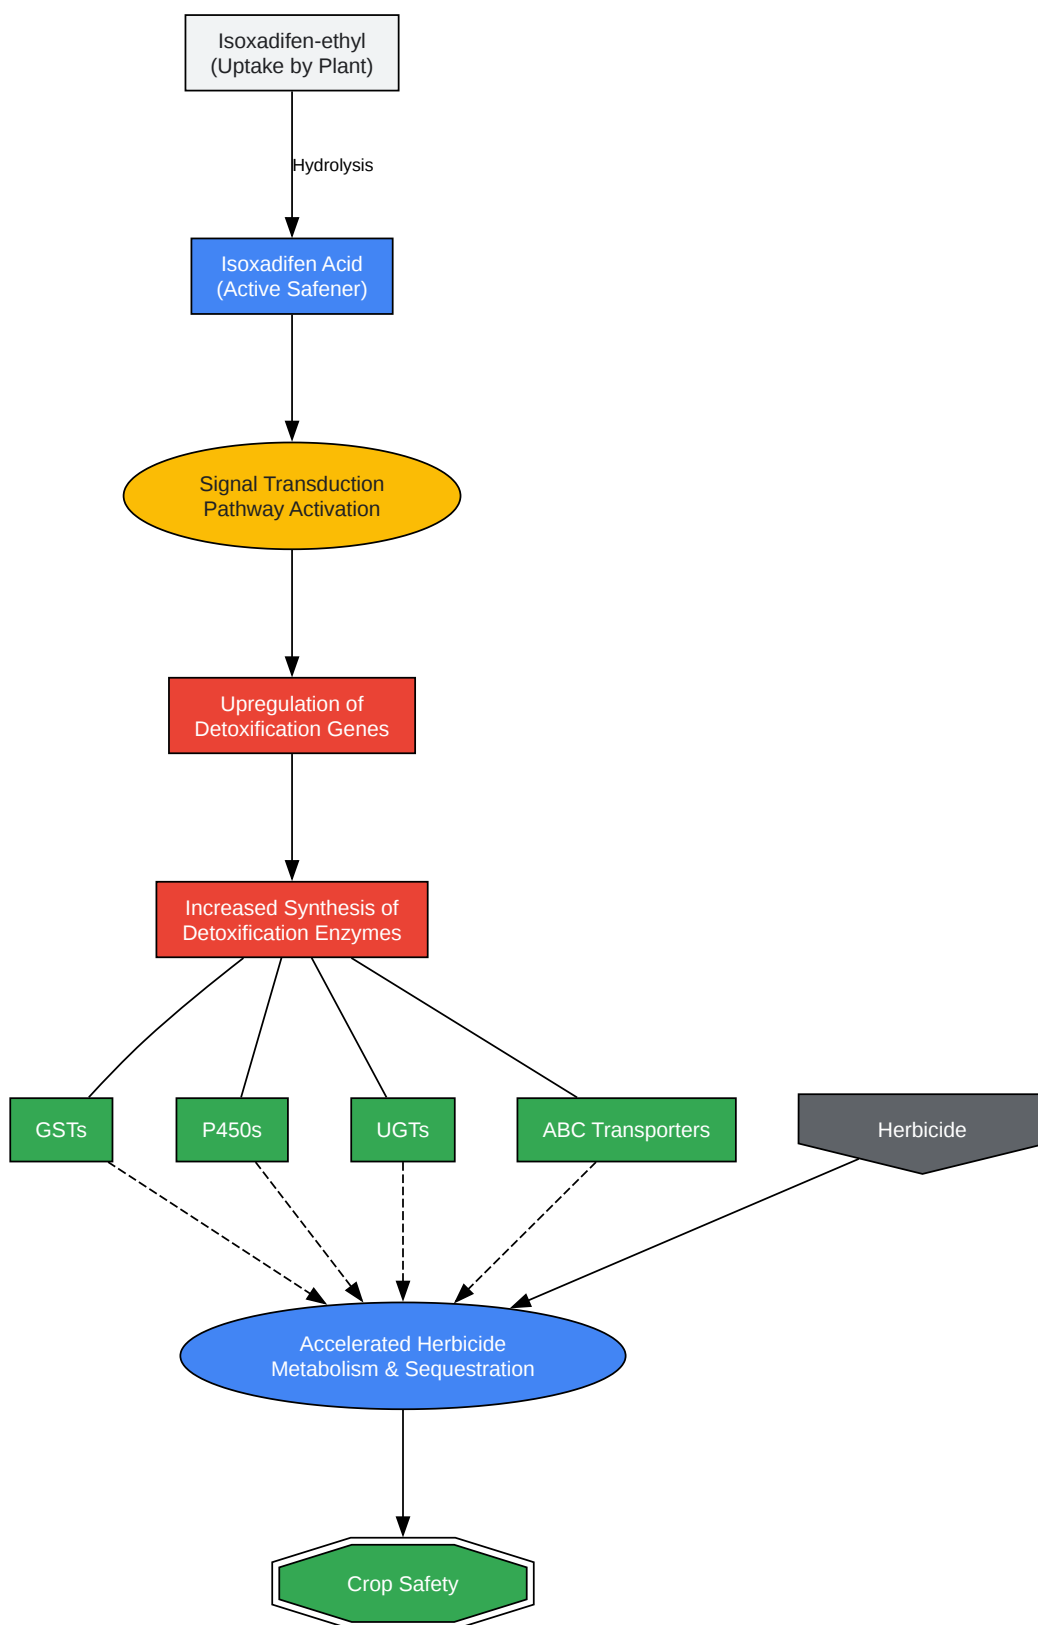 Isoxadifen-ethyl
(Uptake by Plant)
Hydrolysis
Isoxadifen Acid
(Active Safener)
Signal Transduction
Pathway Activation
Upregulation of
Detoxification Genes
Increased Synthesis of
Detoxification Enzymes
GSTs
P450s
UGTs
ABC Transporters
Herbicide
Accelerated Herbicide
Metabolism & Sequestration
Crop Safety